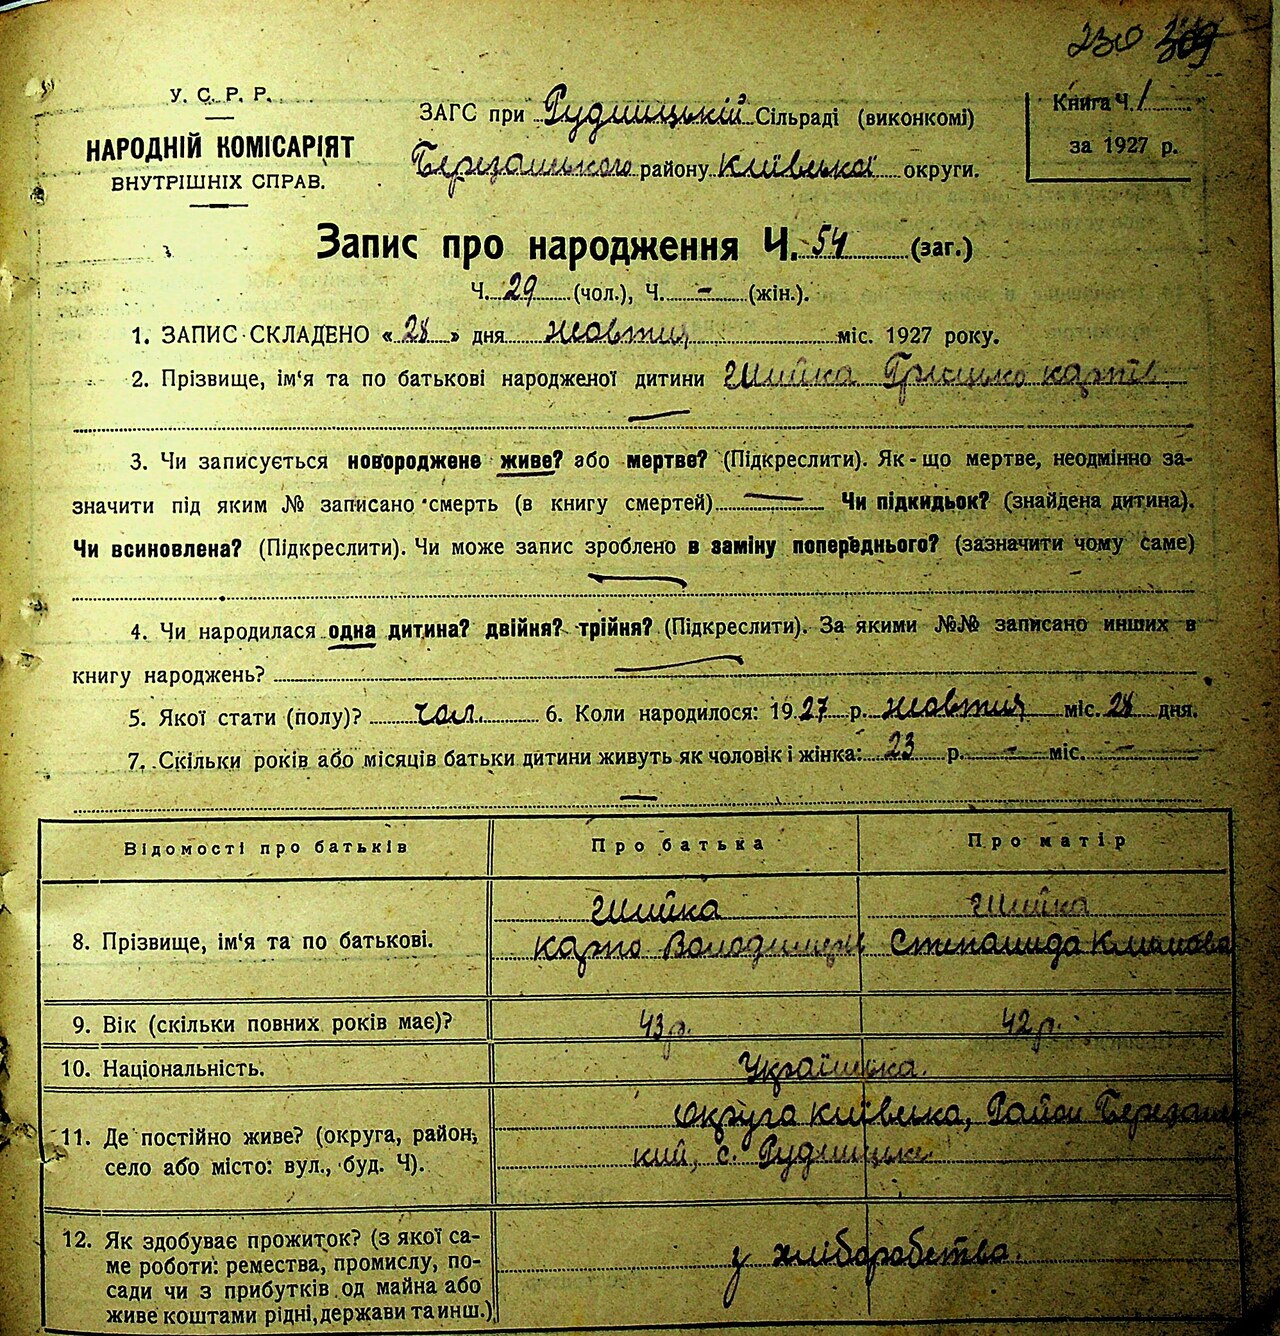 230 309
У. С. Р. Р.
НАРОДНІЙ КОМІСАРІЯТ
ВНУТРІШНІХ СПРАВ.
ЗАГС при Рудницькій Сільраді (виконкомі)
Березанського району Київської округи.
Книга Ч. 1
за 1927 р.
Запис про народження Ч. 54 (заг.)
Ч. 29 (чол.), Ч. - (жін.).
1. ЗАПИС СКЛАДЕНО « 28 » дня жовтня міс. 1927 року.
2. Прізвище, ім‘я та по батькові народженої дитини Шийка Грицько
3. Чи записується новороджене живе? або мертве? (Підкреслити). Як-що мертве, неодмінно за-
значити під яким № записано смерть (в книгу смертей) Чи підкидьок? (знайдена дитина).
Чи всиновлена? (Підкреслити). Чи може запис зроблено в заміну попереднього? (зазначити чому саме)
4. Чи народилася одна дитина? двійня? трійня? (Підкреслити). За якими №№ записано инших в
книгу народжень?
5. Якої стати (полу)? чол. 6. Коли народилося: 1927 р. жовтня міс. 28 дня.
7. Скільки років або місяців батьки дитини живуть як чоловік і жінка: 23 р. - міс. -
Відомості про батьків Про батька Про матір
8. Прізвище, ім‘я та по батькові.
Шийка
Карпо
Шийка
Степанида Климова
9. Вік (скільки повних років має)? 43 р. 42 р.
10. Національність. Українська.
11. Де постійно живе? (округа, район,
село або місто: вул., буд. Ч).
округа Київська, Район Березан
кий, с. Рудницьке
12. Як здобуває прожиток? (з якої са-
ме роботи: ремества, промислу, по-
сади чи з прибутків од майна або
живе коштами рідні, держави та инш.)
з хліборобства.